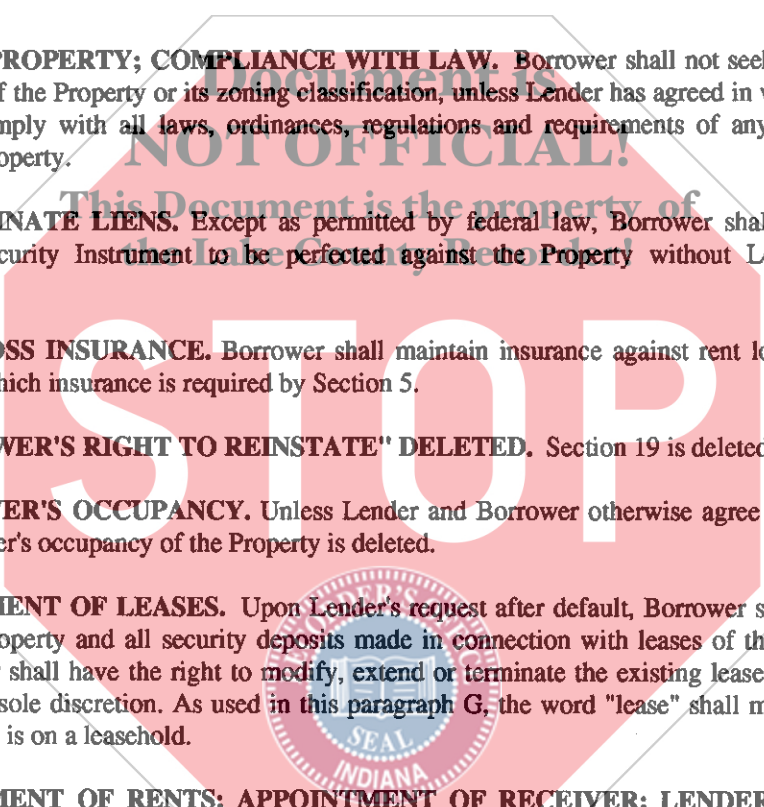 PROPERTY; COMPLIANCE WITH LAW. Borrower shall not seek
f the Property or its zoning classification, unless Lender has agreed in
mply with all laws, ordinances, regulations and requirements of any
operty.
INATE LIENS. Except as permitted by federal law, Borrower shal
curity Instrument to be perfected against the Property without L
OSS INSURANCE. Borrower shall maintain insurance against rent lo
hich insurance is required by Section 5.
WER'S RIGHT TO REINSTATE" DELETED. Section 19 is deleted
ER'S OCCUPANCY. Unless Lender and Borrower otherwise agree
er's occupancy of the Property is deleted.
MENT OF LEASES. Upon Lender's request after default, Borrower s
operty and all security deposits made in connection with leases of th
shall have the right to modify, extend or terminate the existing lease
sole discretion. As used in this paragraph G, the word "lease" shall m
is on a leasehold.
MENT OF RENTS; APPOINTMENT OF RECEIVER; LENDER
Document is
NOT OFFICIAL!
This Document is the property of
the Lake County Recorder!
STOP
SEAL
INDIANA